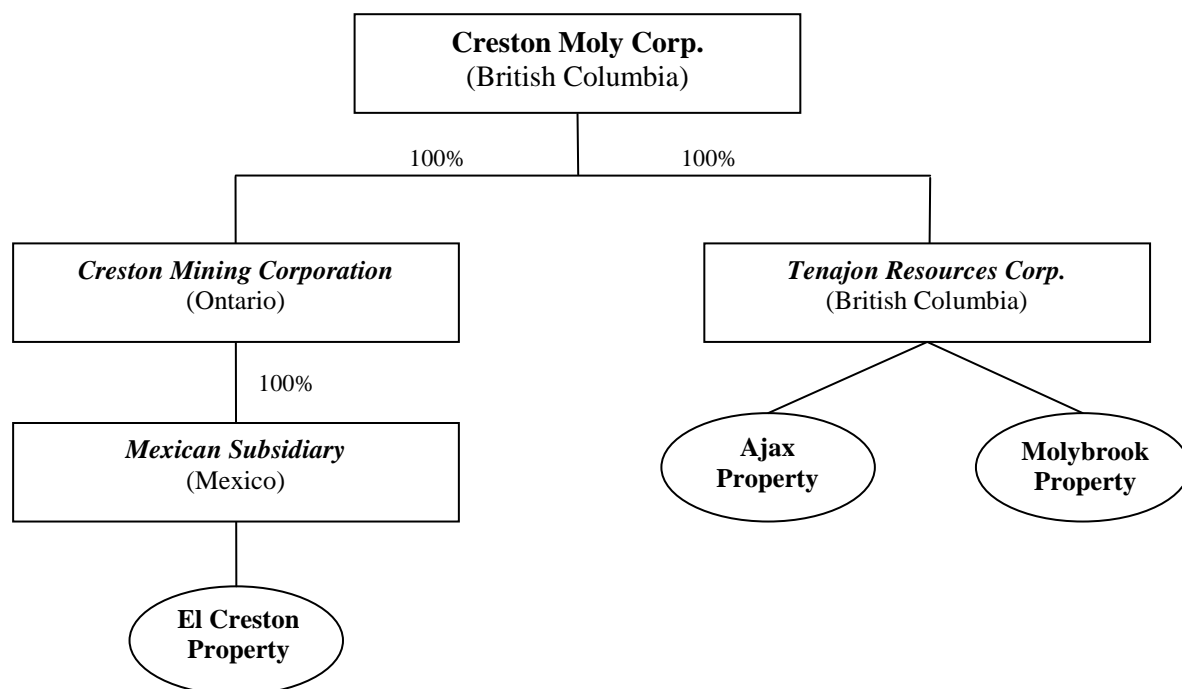 Creston Moly Corp.
(British Columbia)
100%
100%
Creston Mining Corporation
(Ontario)
Tenajon Resources Corp.
(British Columbia)
100%
Mexican Subsidiary
(Mexico)
Ajax
Property
Molybrook
Property
El Creston
Property